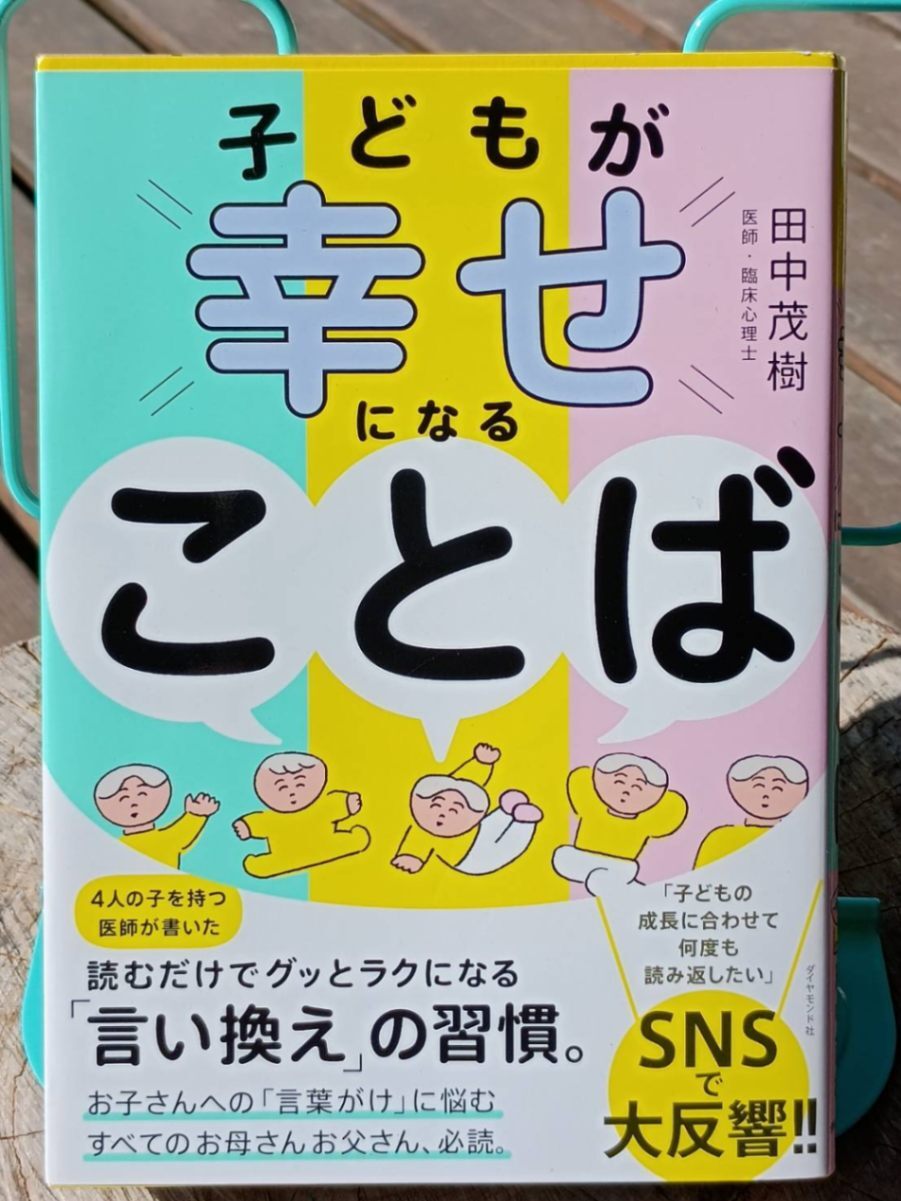 子どもが
幸せ
になる
ことば
田中茂樹
医師・臨床心理士
4人の子を持つ
医師が書いた
読むだけでグッとラクになる
「言い換え」の習慣。
お子さんへの「言葉がけ」に悩む
すべてのお母さんお父さん、必読。
「子どもの
成長に合わせて
何度も
読み返したい」
SNS
で
大反響!!
ダイヤモンド社